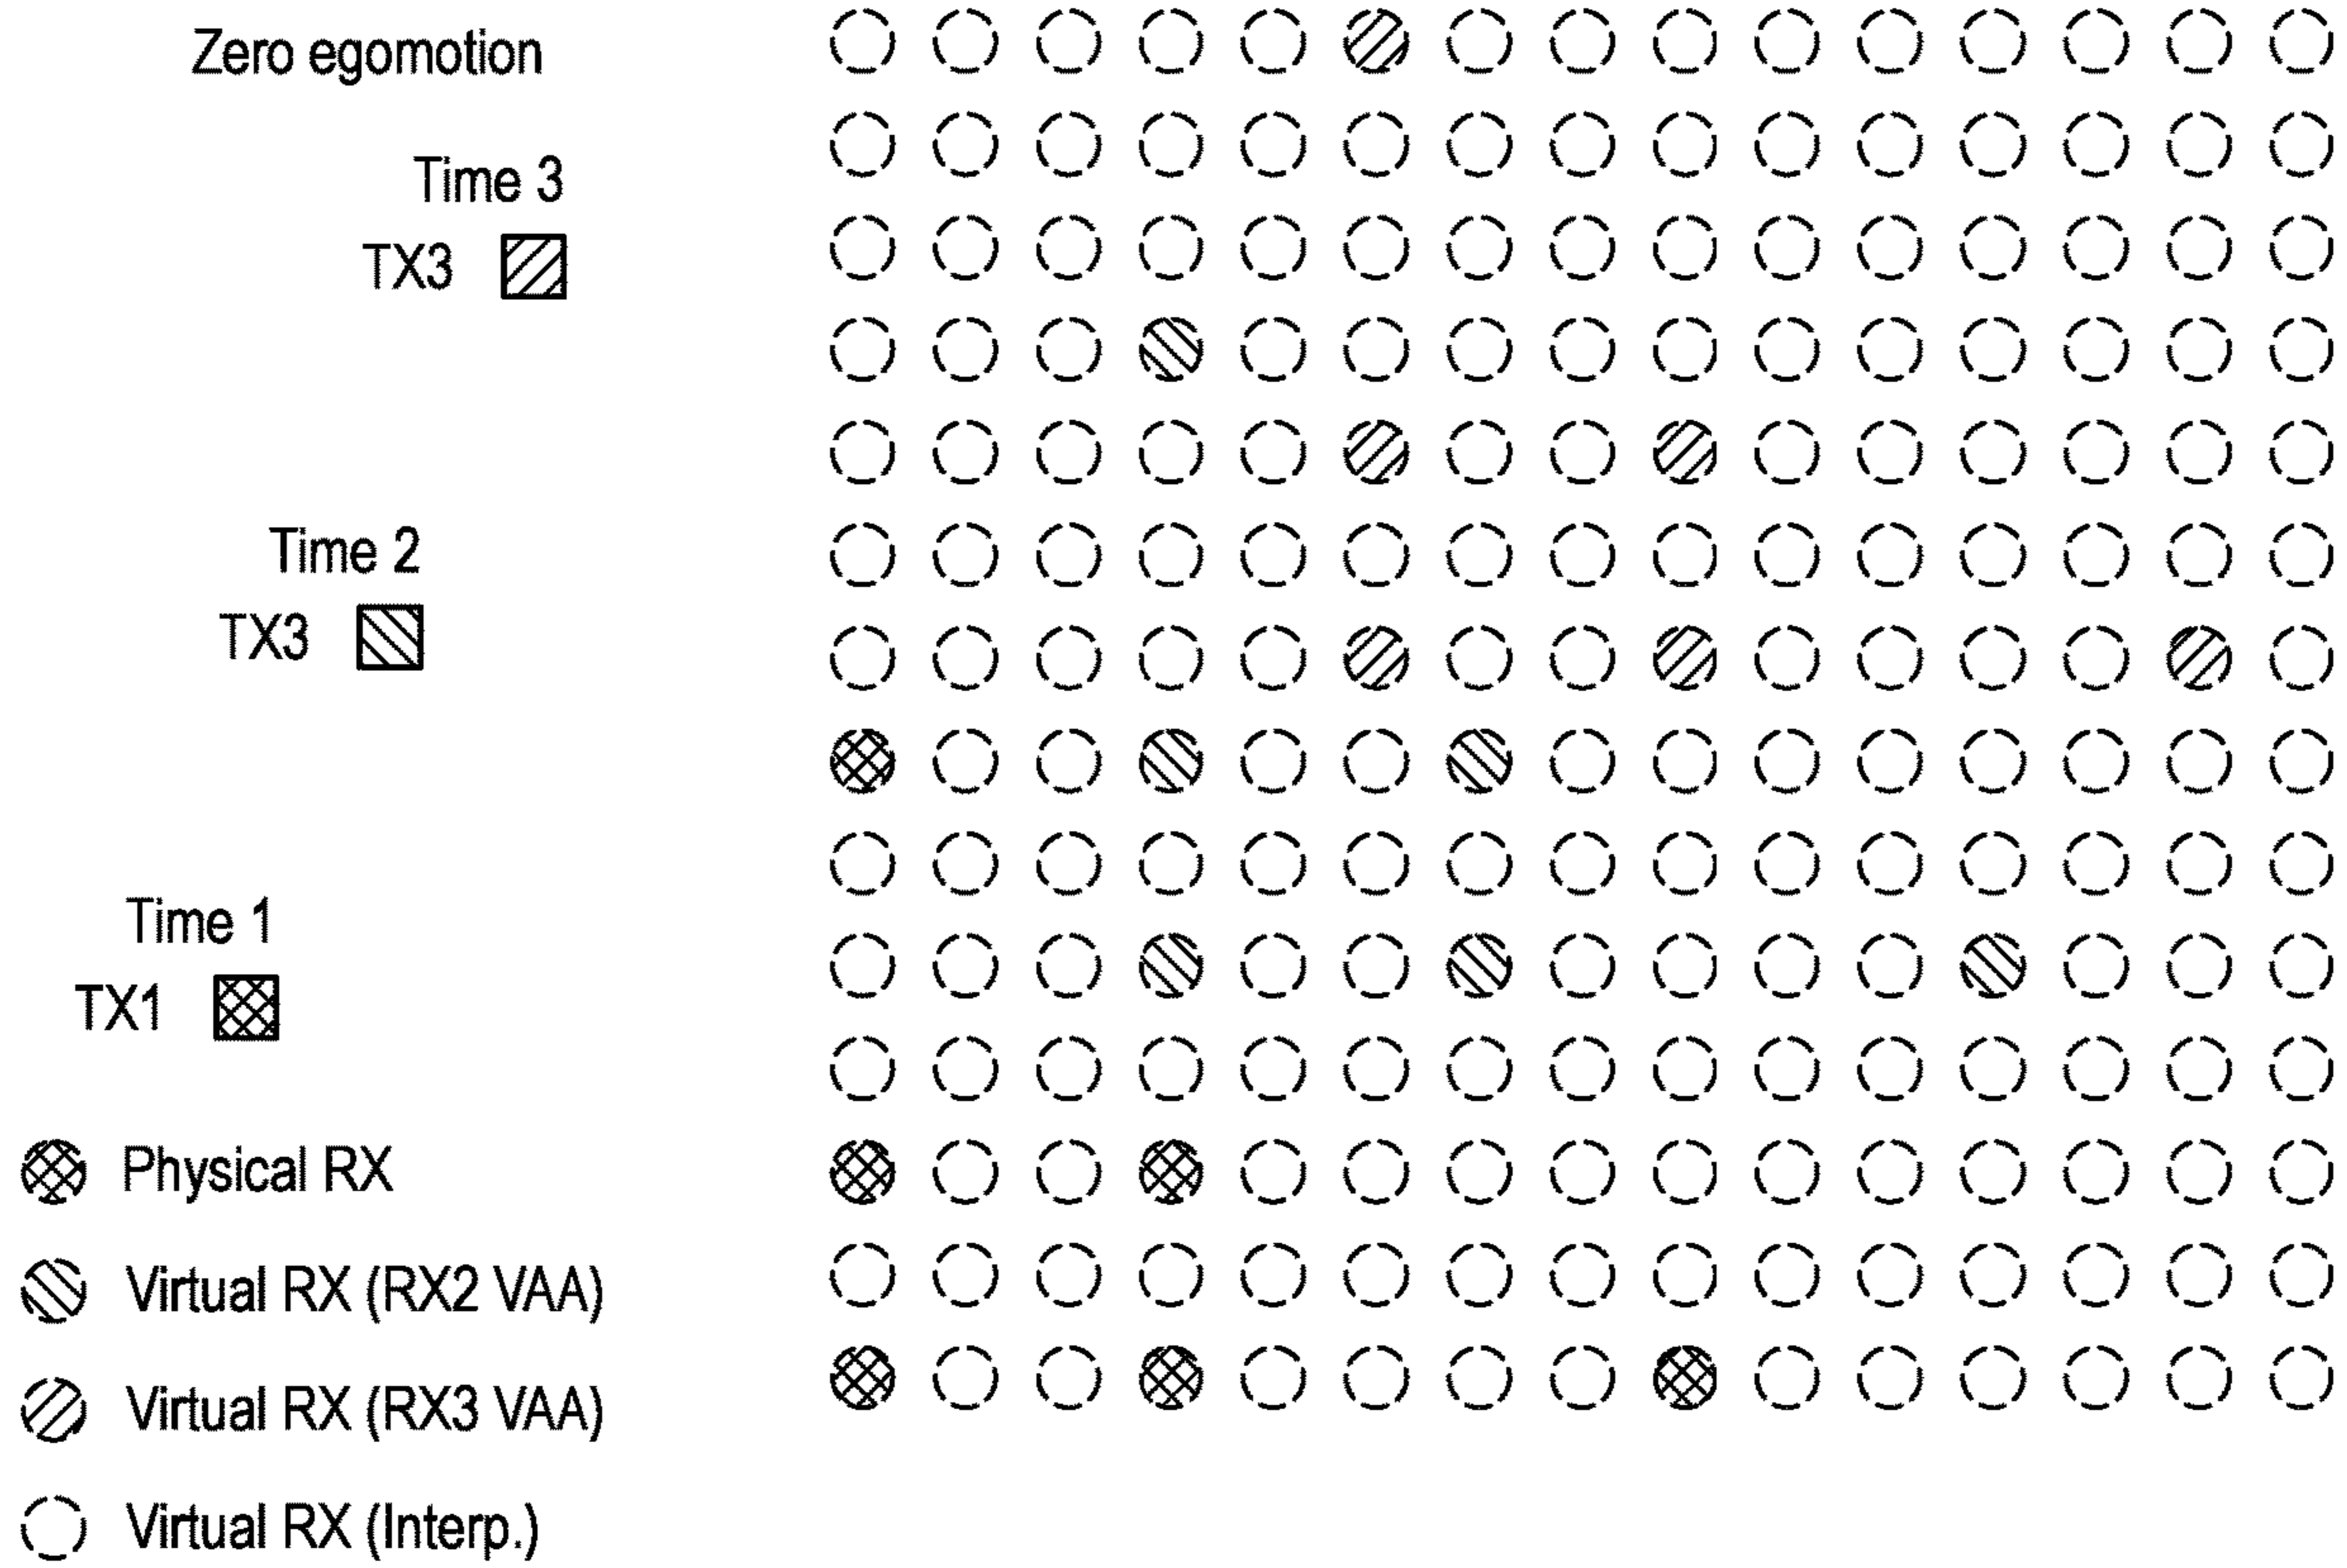 Zero egomotion
Time 3
TX3
Time 2
TX3
Time 1
TX1
Physical RX
Virtual RX (RX2 VAA)
Virtual RX (RX3 VAA)
Virtual RX (Interp.)